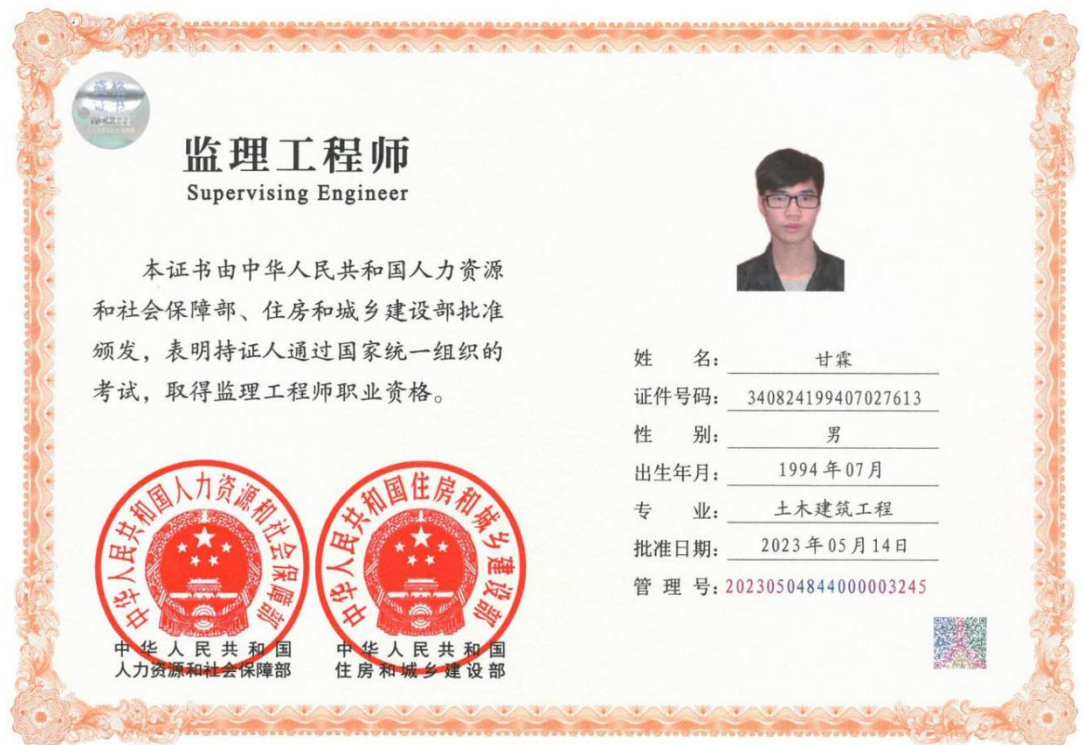 资格
证书
监理工程师
Supervising Engineer
本证书由中华人民共和国人力资源
和社会保障部、住房和城乡建设部批准
颁发，表明持证人通过国家统一组织的
考试，取得监理工程师职业资格。
姓 名： 甘霖
证件号码： 340824199407027613
性 别： 男
出生年月： 1994年07月
专 业： 土木建筑工程
批准日期： 2023年05月14日
管 理 号：20230504844000003245
中华人民共和国人力资源和社会保障部
中华人民共和国住房和城乡建设部
中华人民共和国
人力资源和社会保障部
中华人民共和国
住房和城乡建设部